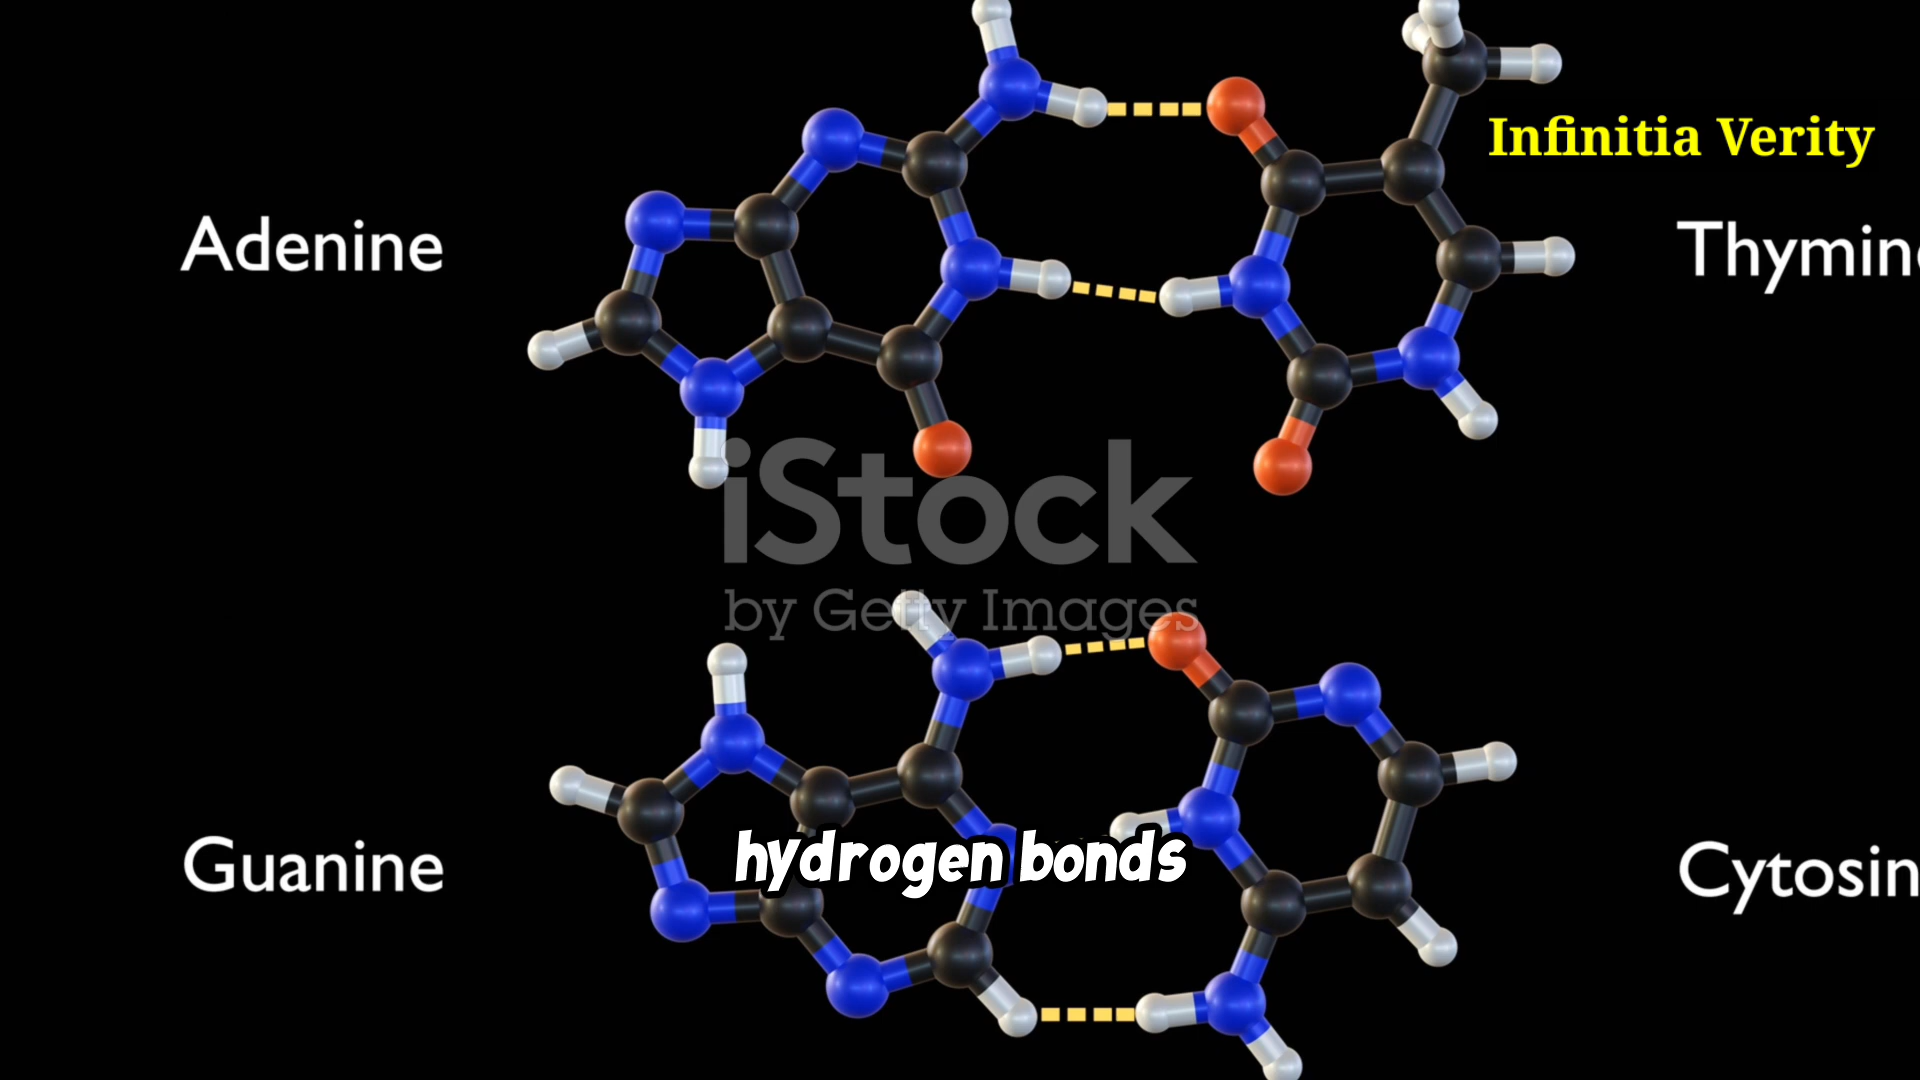 Infinitia Verity
Adenine
Thymin
iStock
by Getty Images
hydrogen bonds
Guanine
Cytosin